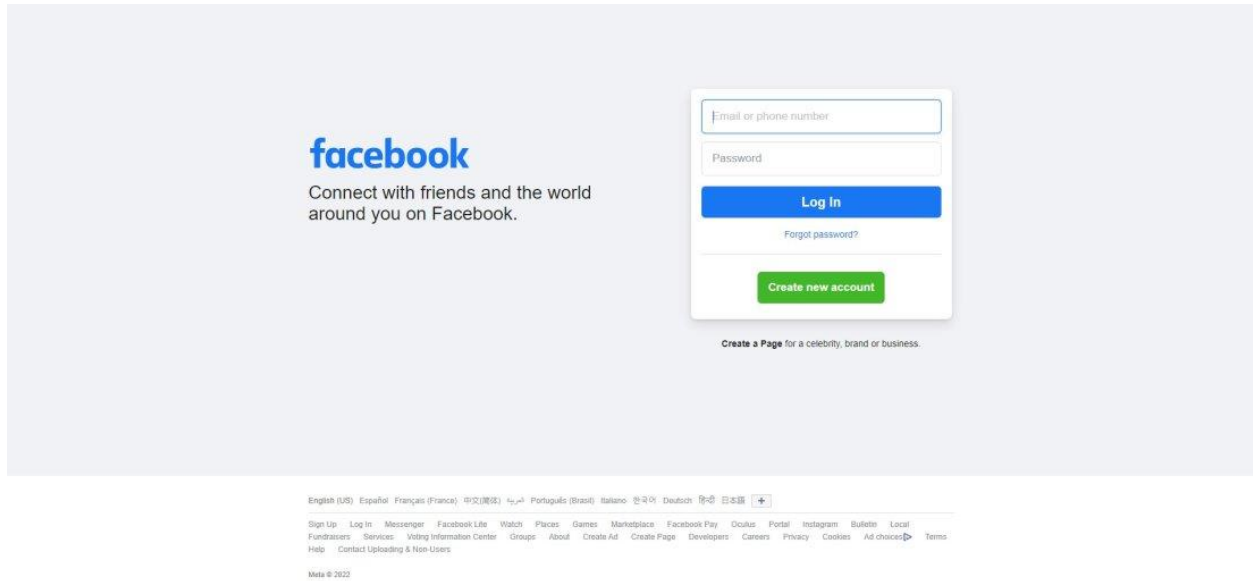 facebook
Connect with friends and the world
around you on Facebook.
Email or phone number
Password
Log In
Forgot password?
Create new account
Create a Page for a celebrity, brand or business.
English (US) Español Français (France) 中文(简体) العربية Português (Brasil) Italiano 한국어 Deutsch हिन्दी 日本語 +
Sign Up Log In Messenger Facebook Lite Watch Places Games Marketplace Facebook Pay Oculus Portal Instagram Bulletin Local
Fundraisers Services Voting Information Center Groups About Create Ad Create Page Developers Careers Privacy Cookies Ad choices Terms
Help Contact Uploading & Non-Users
Meta © 2022